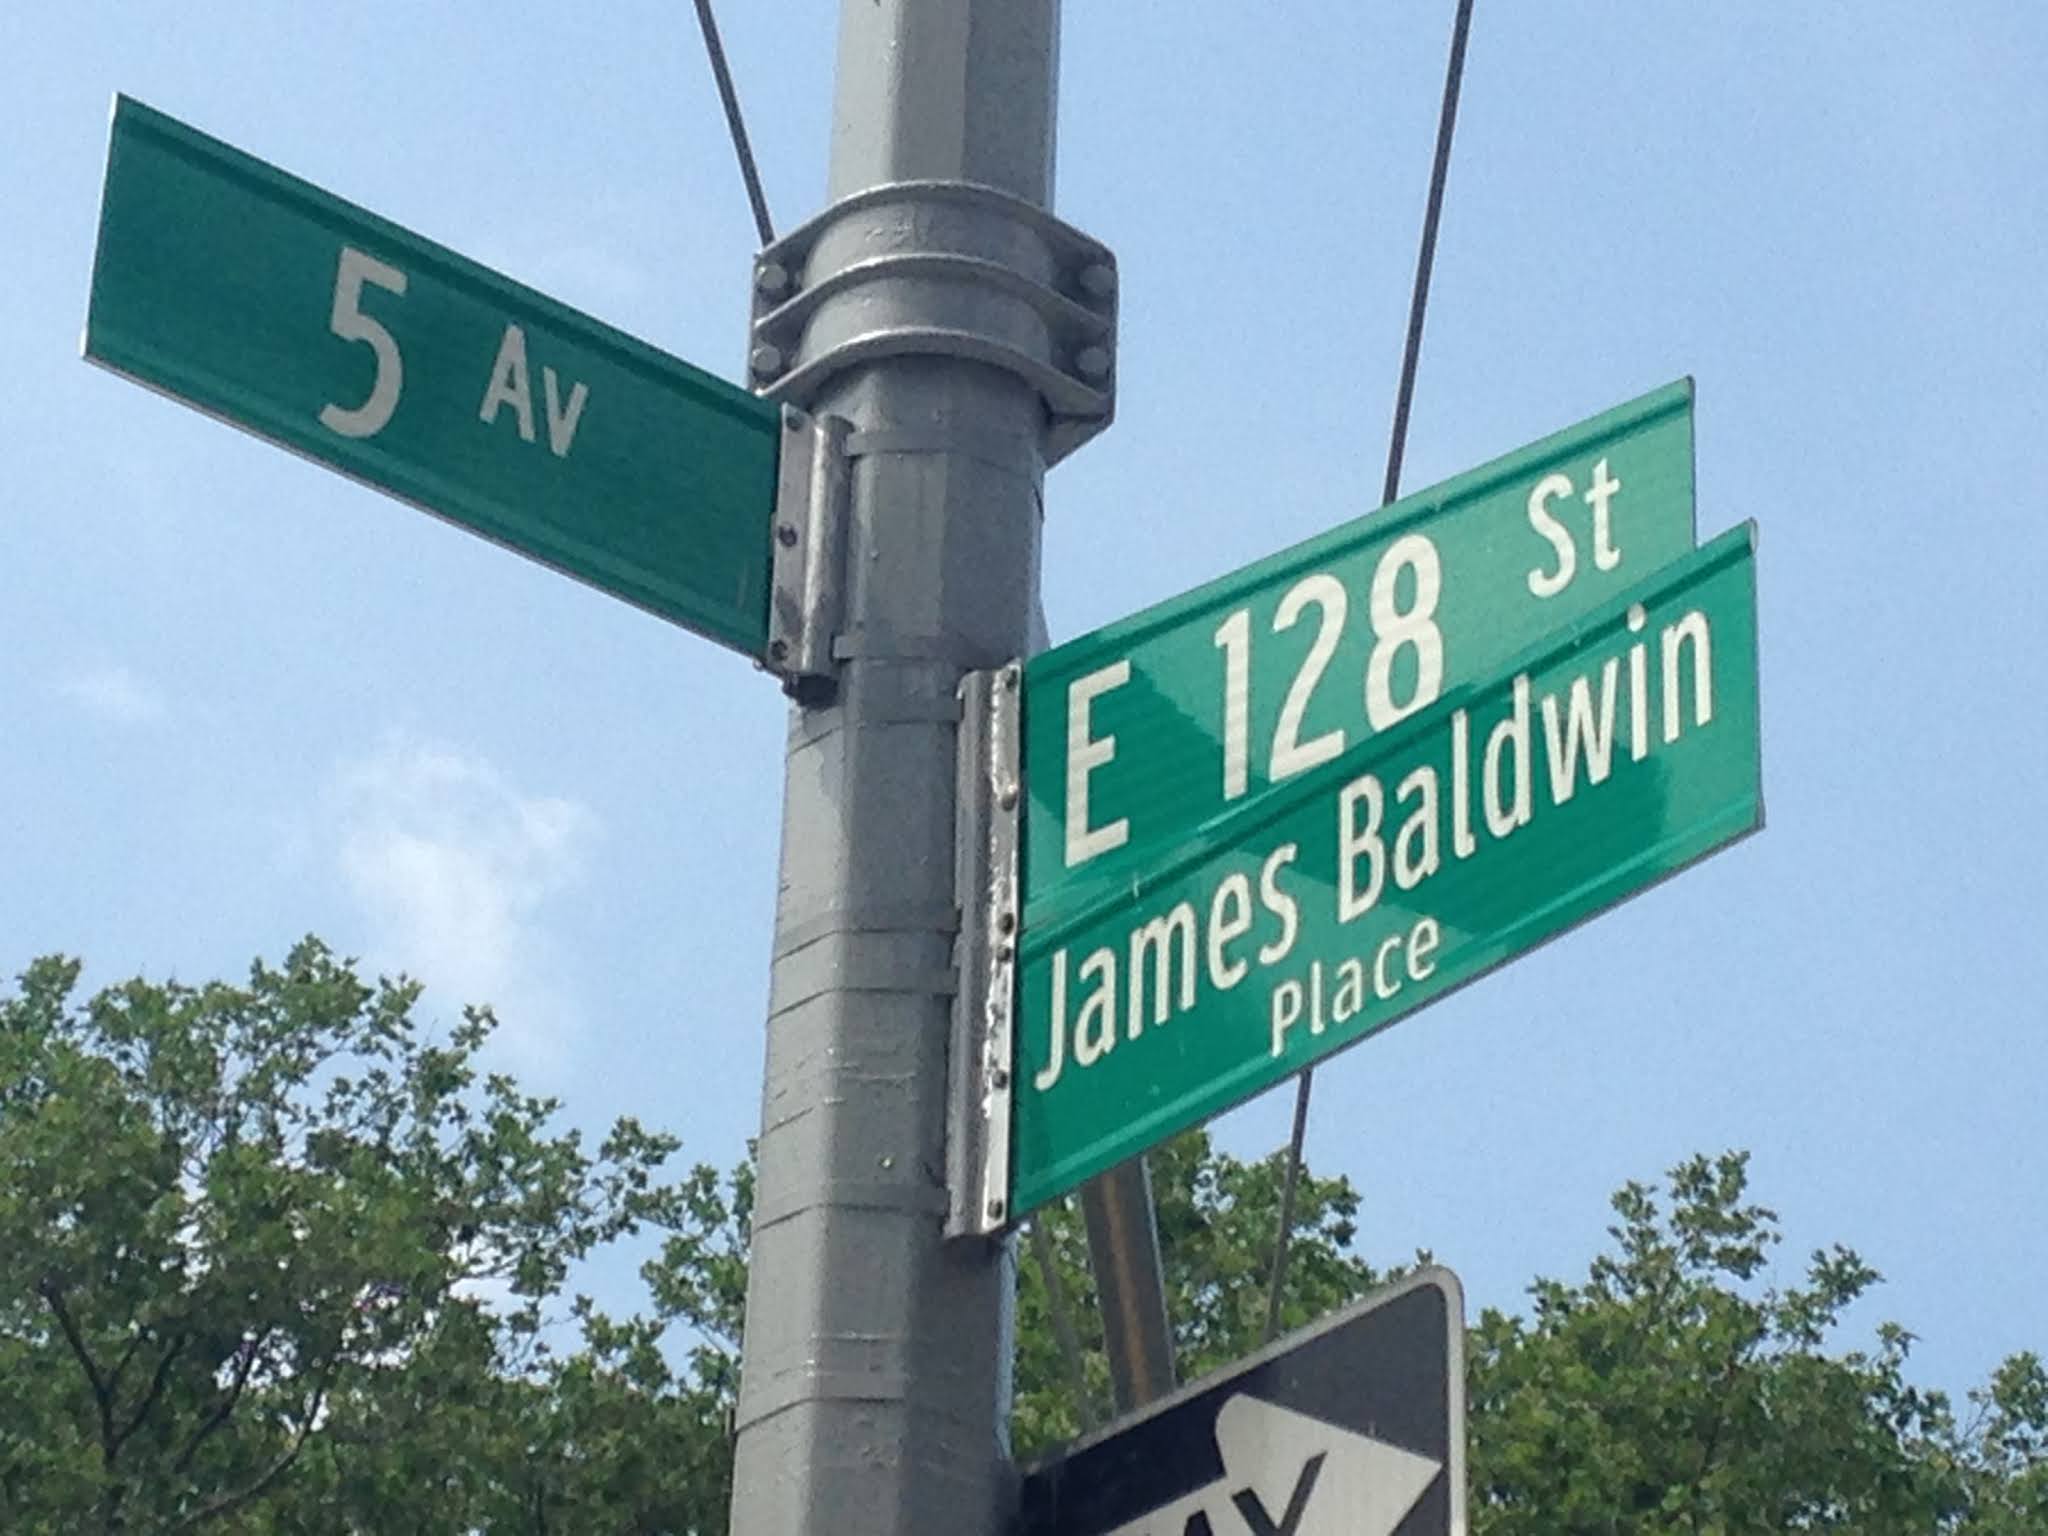 5 Av
E 128 St
James Baldwin
Place